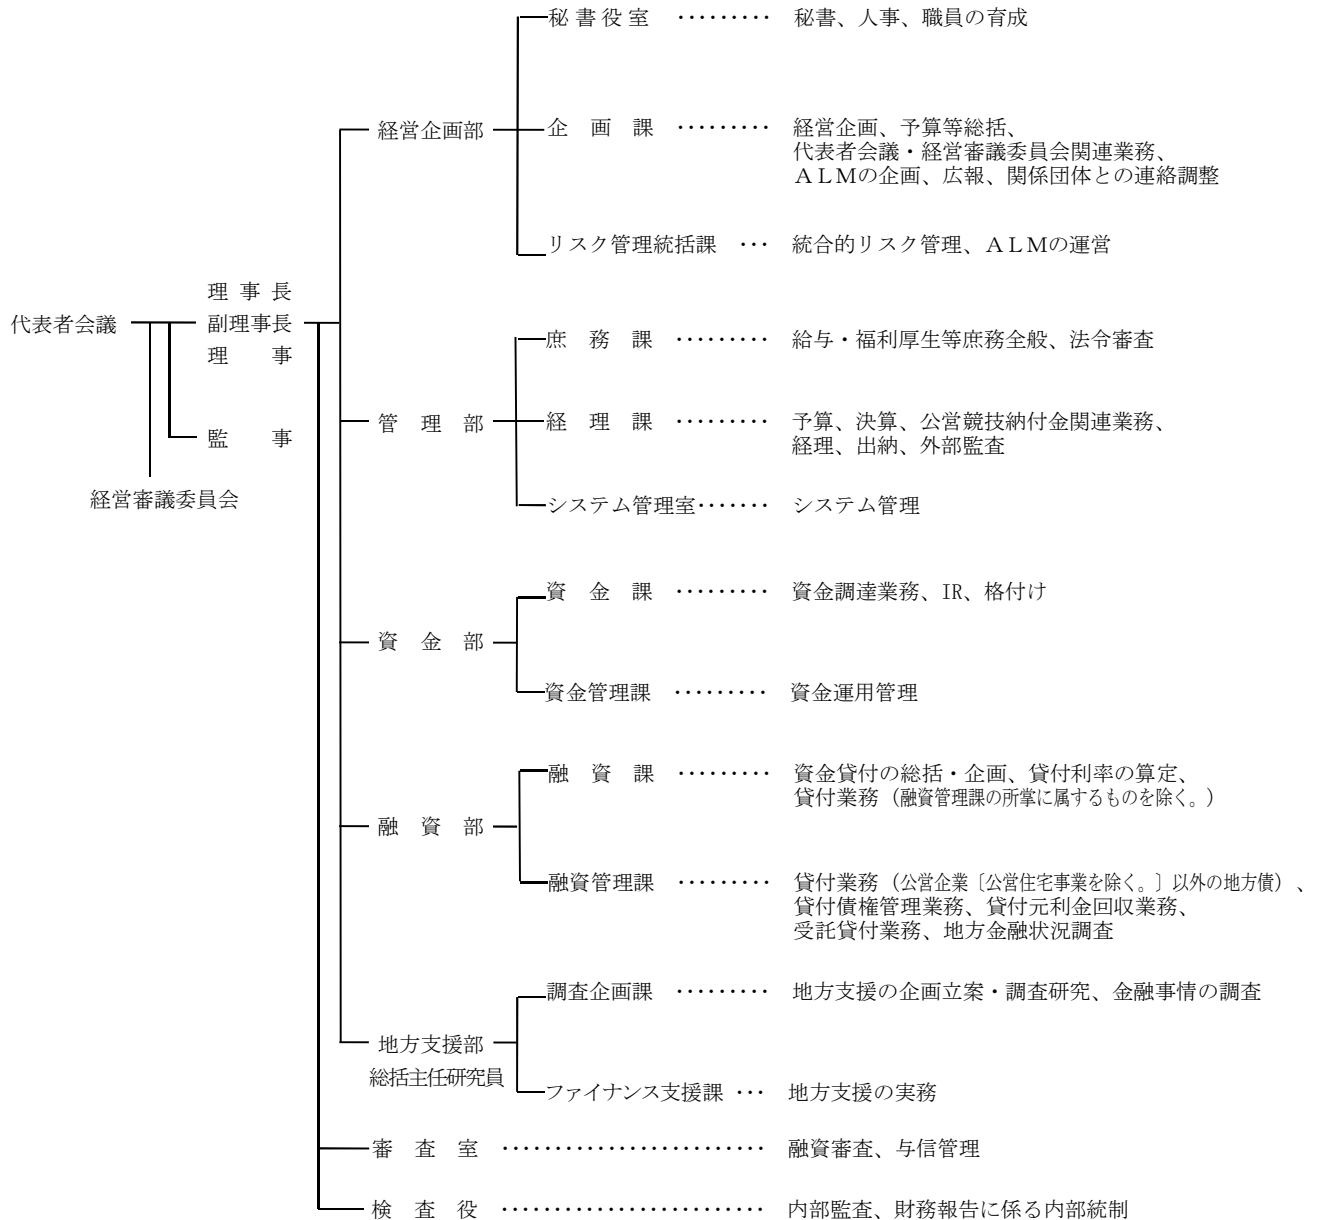 秘書役室 ········· 秘書、人事、職員の育成
経営企画部
企画課 ········· 経営企画、予算等総括、
代表者会議・経営審議委員会関連業務、
ＡＬＭの企画、広報、関係団体との連絡調整
リスク管理統括課 ··· 統合的リスク管理、ＡＬＭの運営
理事長
代表者会議
副理事長
理事
監事
経営審議委員会
庶務課 ········· 給与・福利厚生等庶務全般、法令審査
管理部
経理課 ········· 予算、決算、公営競技納付金関連業務、
経理、出納、外部監査
システム管理室······· システム管理
資金課 ········· 資金調達業務、IR、格付け
資金部
資金管理課 ········· 資金運用管理
融資課 ········· 資金貸付の総括・企画、貸付利率の算定、
貸付業務（融資管理課の所掌に属するものを除く。）
融資部
融資管理課 ········· 貸付業務（公営企業〔公営住宅事業を除く。〕以外の地方債）、
貸付債権管理業務、貸付元利金回収業務、
受託貸付業務、地方金融状況調査
調査企画課 ········· 地方支援の企画立案・調査研究、金融事情の調査
地方支援部
総括主任研究員
ファイナンス支援課 ··· 地方支援の実務
審査室 ························· 融資審査、与信管理
検査役 ························· 内部監査、財務報告に係る内部統制